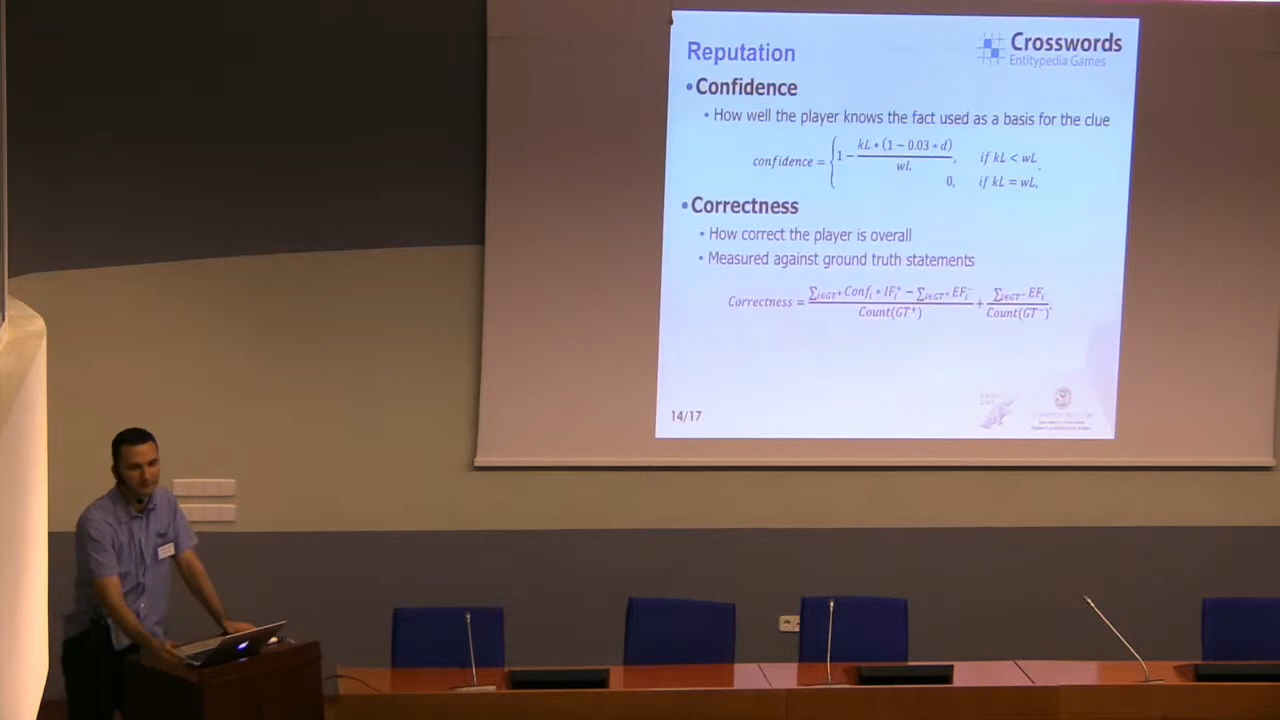 Reputation
Crosswords
Entitypedia Games
•Confidence
• How well the player knows the fact used as a basis for the clue
confidence = { 1 − kL ∗ (1 − 0.03 ∗ d) / wL, if kL < wL,
0, if kL = wL,
•Correctness
• How correct the player is overall
• Measured against ground truth statements
Correctness = ∑i∈GT⁺ Confᵢ ∗ IFᵢ⁺ − ∑i∈GT⁺ EFᵢ⁻ / Count(GT⁺) + ∑i∈GT⁻ EFᵢ / Count(GT⁻),
14/17